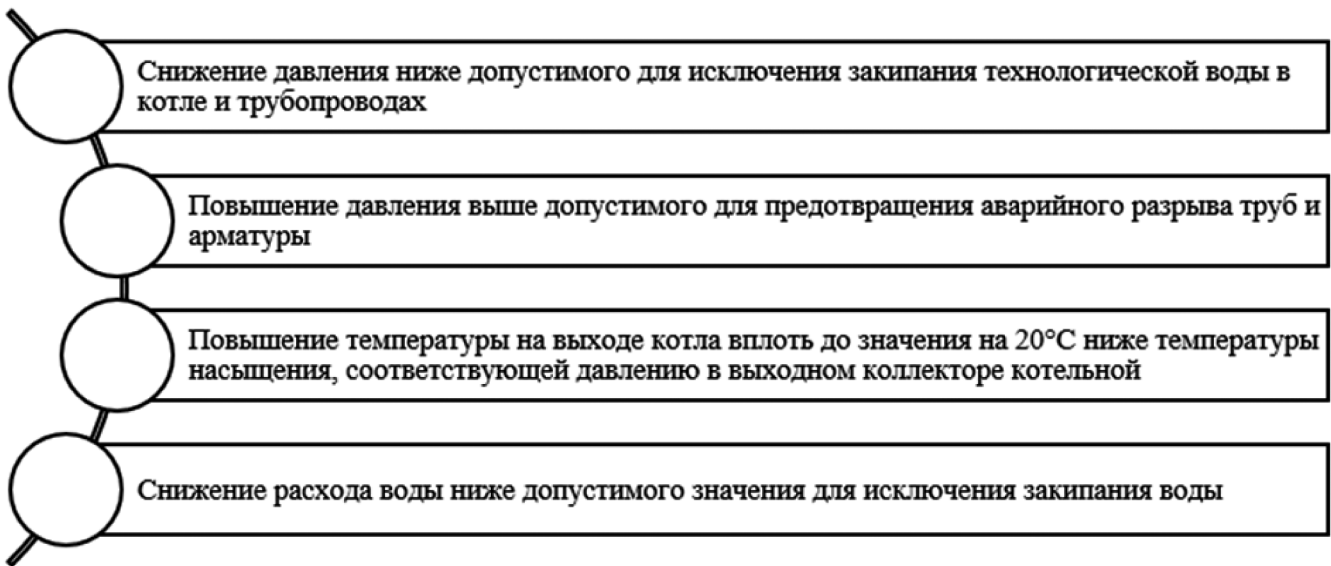 Снижение давления ниже допустимого для исключения закипания технологической воды в
котле и трубопроводах
Повышение давления выше допустимого для предотвращения аварийного разрыва труб и
арматуры
Повышение температуры на выходе котла вплоть до значения на 20°С ниже температуры
насыщения, соответствующей давлению в выходном коллекторе котельной
Снижение расхода воды ниже допустимого значения для исключения закипания воды